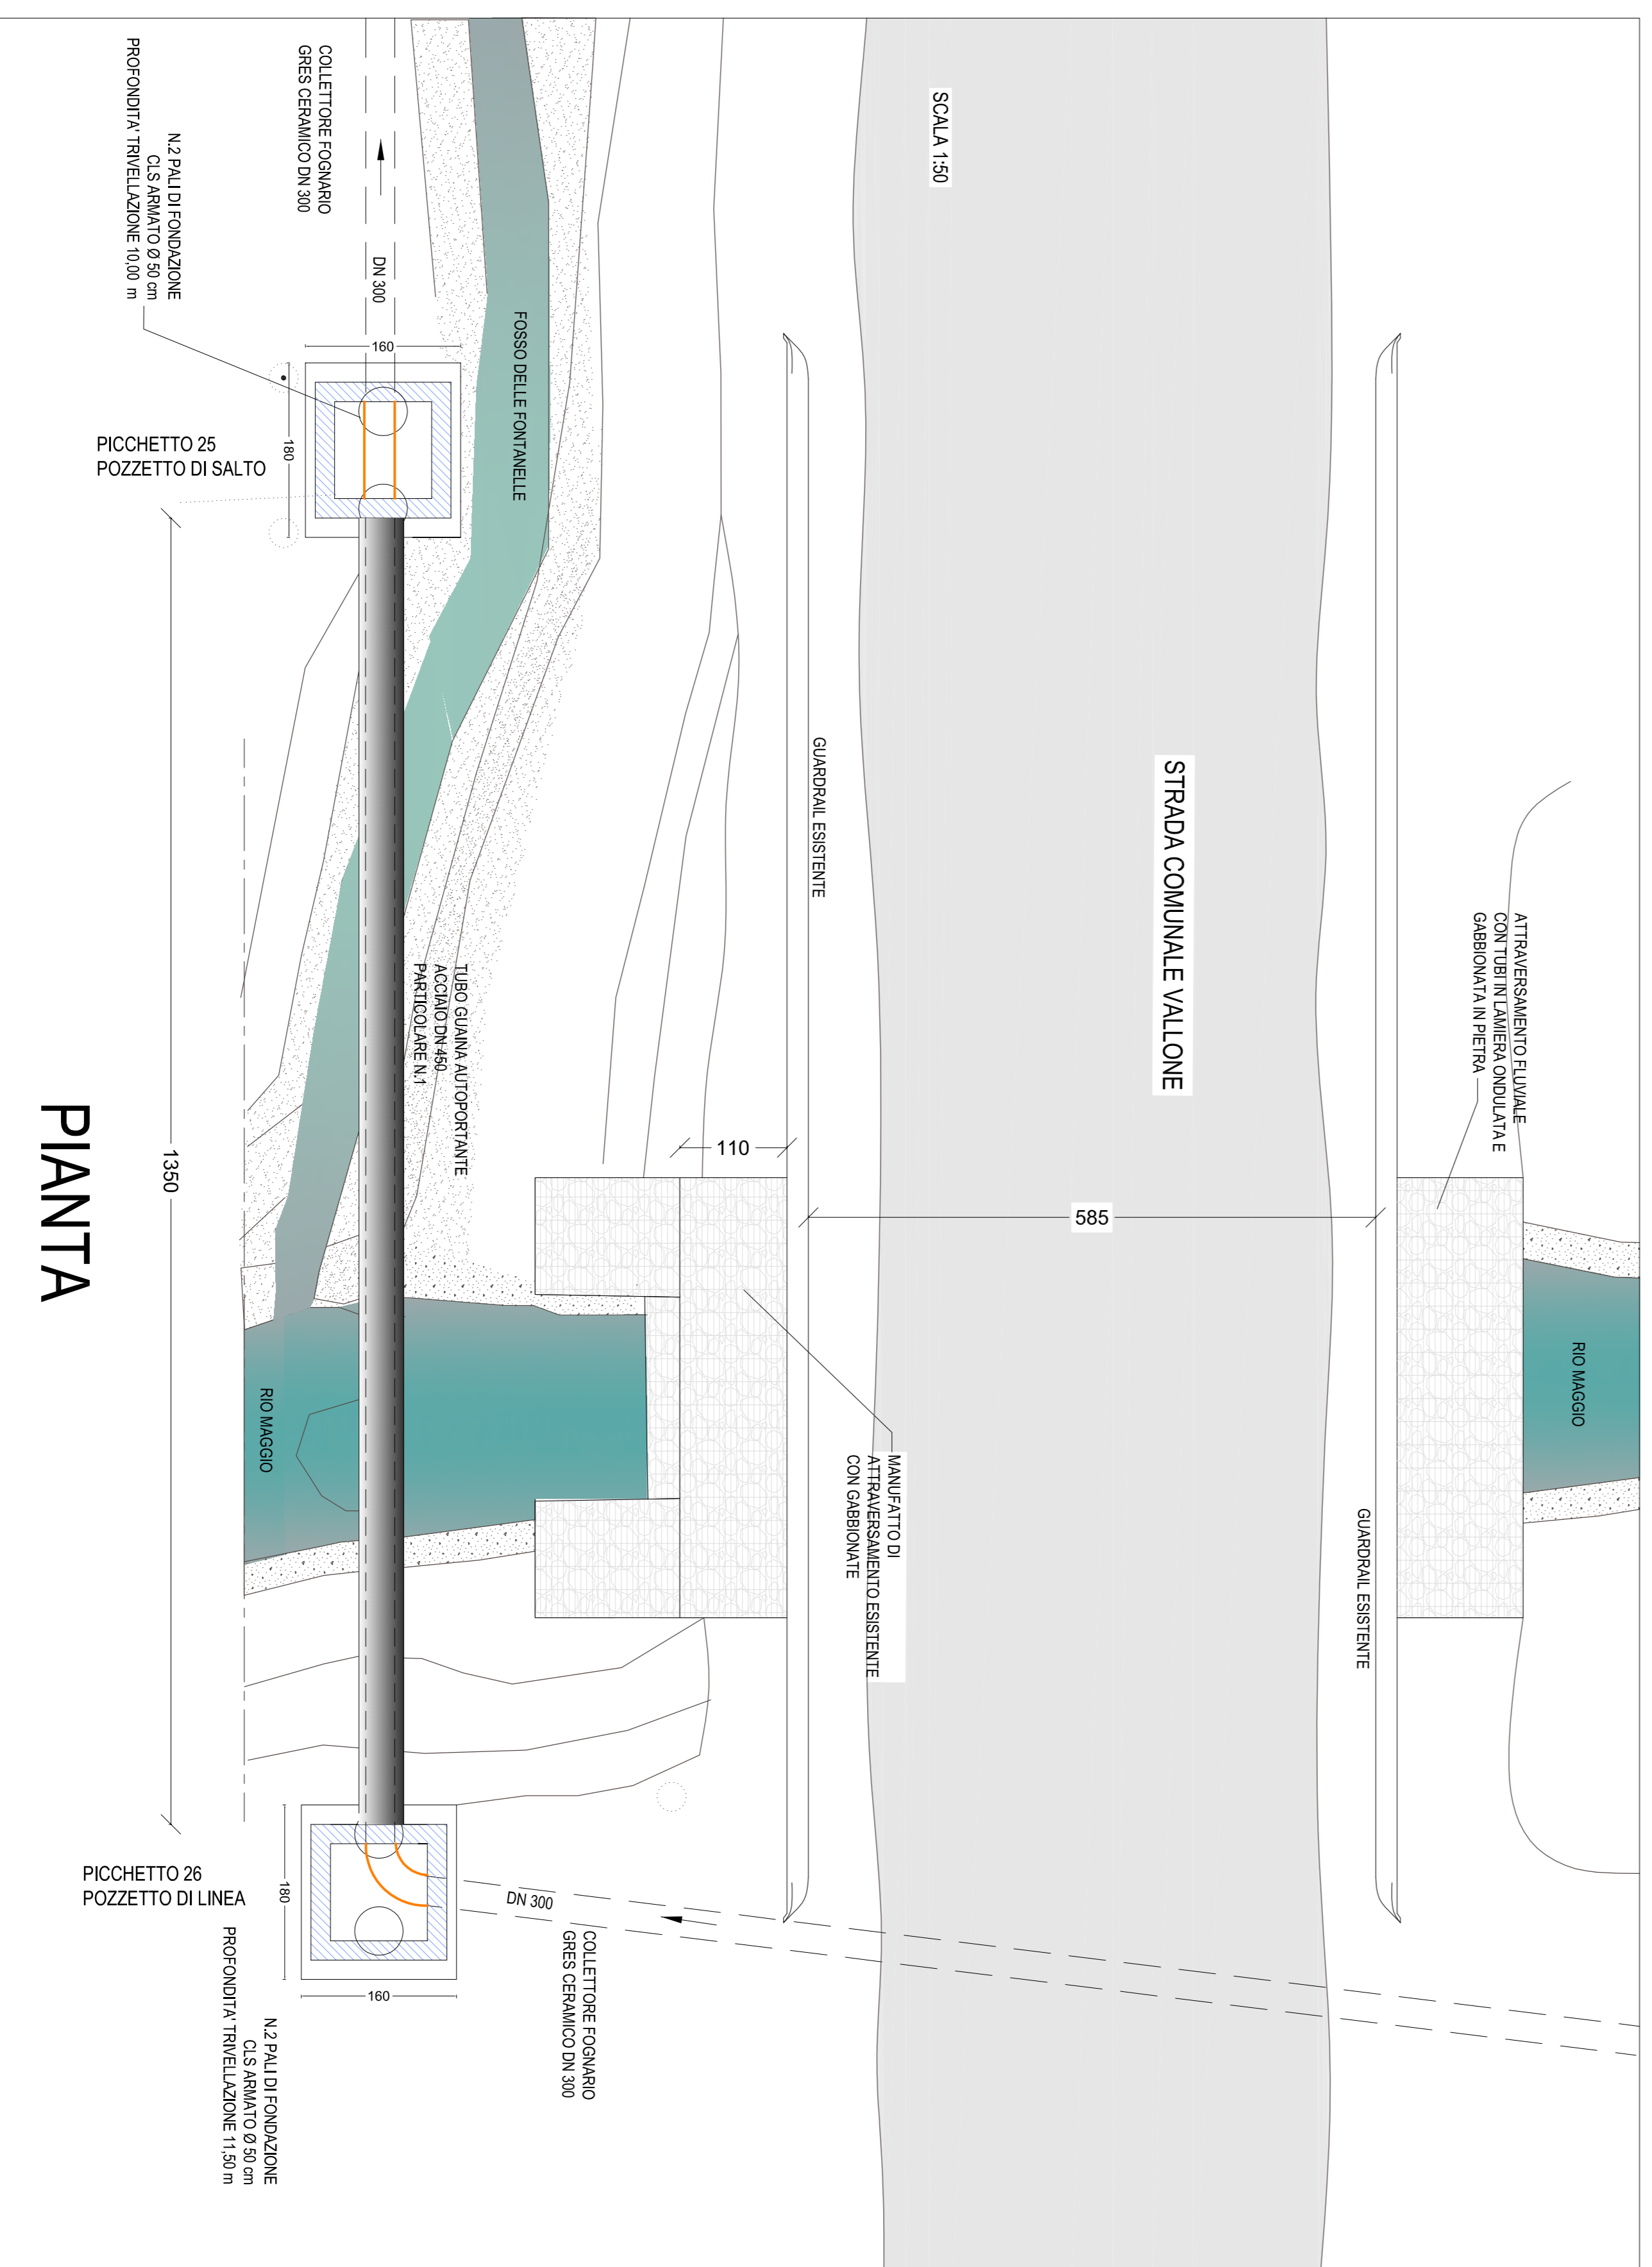 PIANTA
SCALA 1:50
STRADA COMUNALE VALLONE
ATTRAVERSAMENTO FLUVIALE
CON TUBI IN LAMIERA ONDULATA E
GABBIONATA IN PIETRA
RIO MAGGIO
GUARDRAIL ESISTENTE
GUARDRAIL ESISTENTE
585
110
MANUFATTO DI
ATTRAVERSAMENTO ESISTENTE
CON GABBIONATE
FOSSO DELLE FONTANELLE
TUBO GUAINA AUTOPORTANTE
ACCIAIO DN 450
PARTICOLARE N.1
RIO MAGGIO
COLLETTORE FOGNARIO
GRES CERAMICO DN 300
DN 300
N.2 PALI DI FONDAZIONE
CLS ARMATO Ø 50 cm
PROFONDITA' TRIVELLAZIONE 10,00 m
160
180
PICCHETTO 25
POZZETTO DI SALTO
1350
PICCHETTO 26
POZZETTO DI LINEA
180
160
DN 300
COLLETTORE FOGNARIO
GRES CERAMICO DN 300
N.2 PALI DI FONDAZIONE
CLS ARMATO Ø 50 cm
PROFONDITA' TRIVELLAZIONE 11,50 m